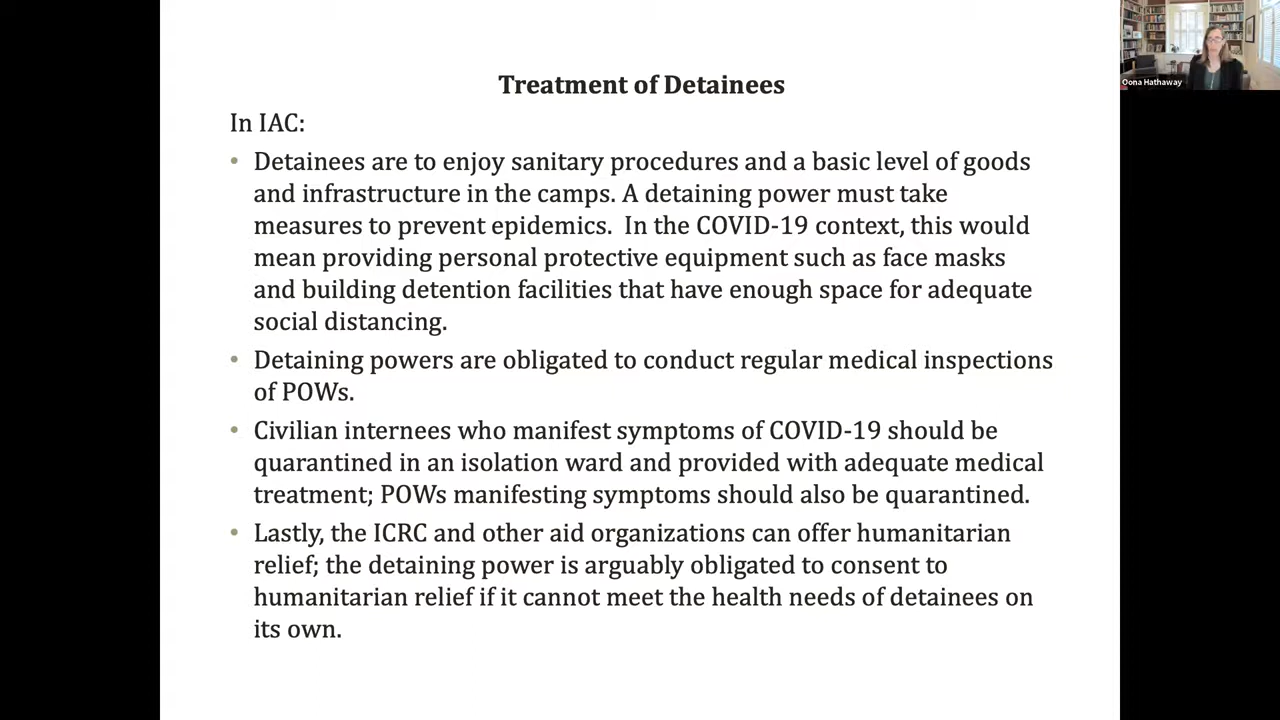 Treatment of Detainees
In IAC:
• Detainees are to enjoy sanitary procedures and a basic level of goods
and infrastructure in the camps. A detaining power must take
measures to prevent epidemics.  In the COVID-19 context, this would
mean providing personal protective equipment such as face masks
and building detention facilities that have enough space for adequate
social distancing.
• Detaining powers are obligated to conduct regular medical inspections
of POWs.
• Civilian internees who manifest symptoms of COVID-19 should be
quarantined in an isolation ward and provided with adequate medical
treatment; POWs manifesting symptoms should also be quarantined.
• Lastly, the ICRC and other aid organizations can offer humanitarian
relief; the detaining power is arguably obligated to consent to
humanitarian relief if it cannot meet the health needs of detainees on
its own.
Oona Hathaway